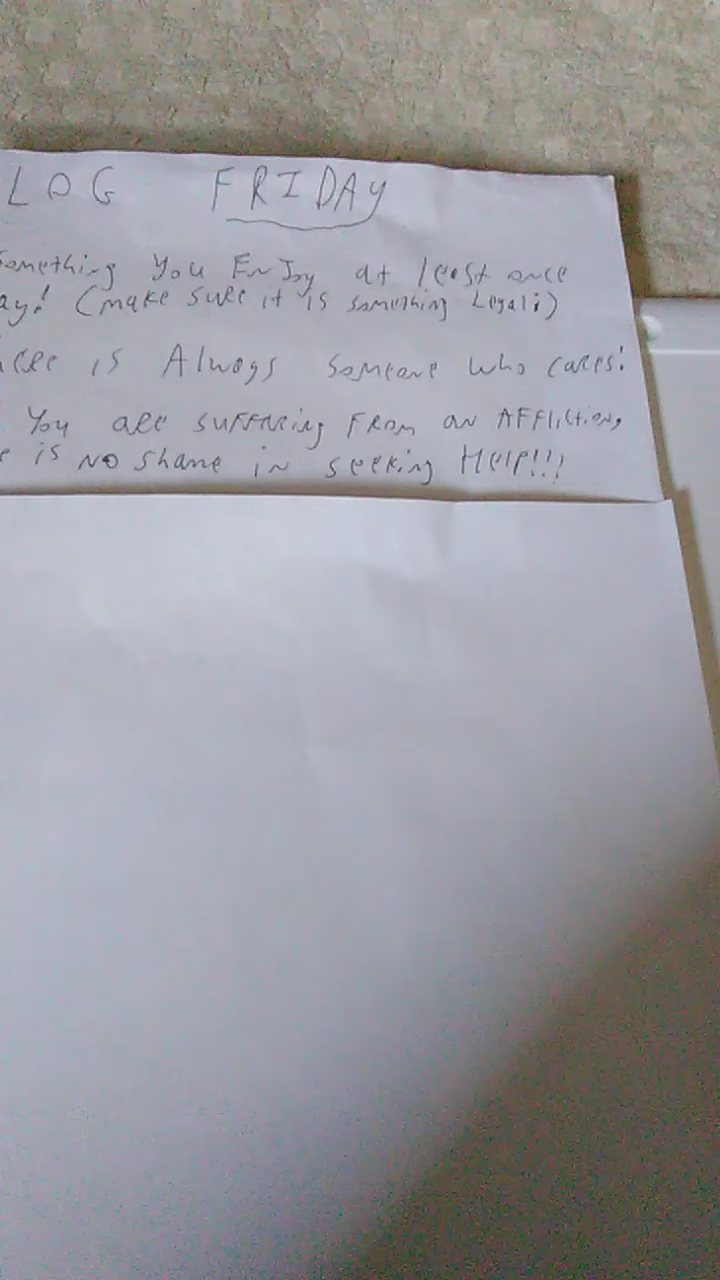 LOG FRIDAY
Something You EnJoy at least once
ay! (make sure it is something Legal;)
ere is Always someone who cares!
You are suffering From an AFFliction,
e is NO Shame in seeking Help!!!